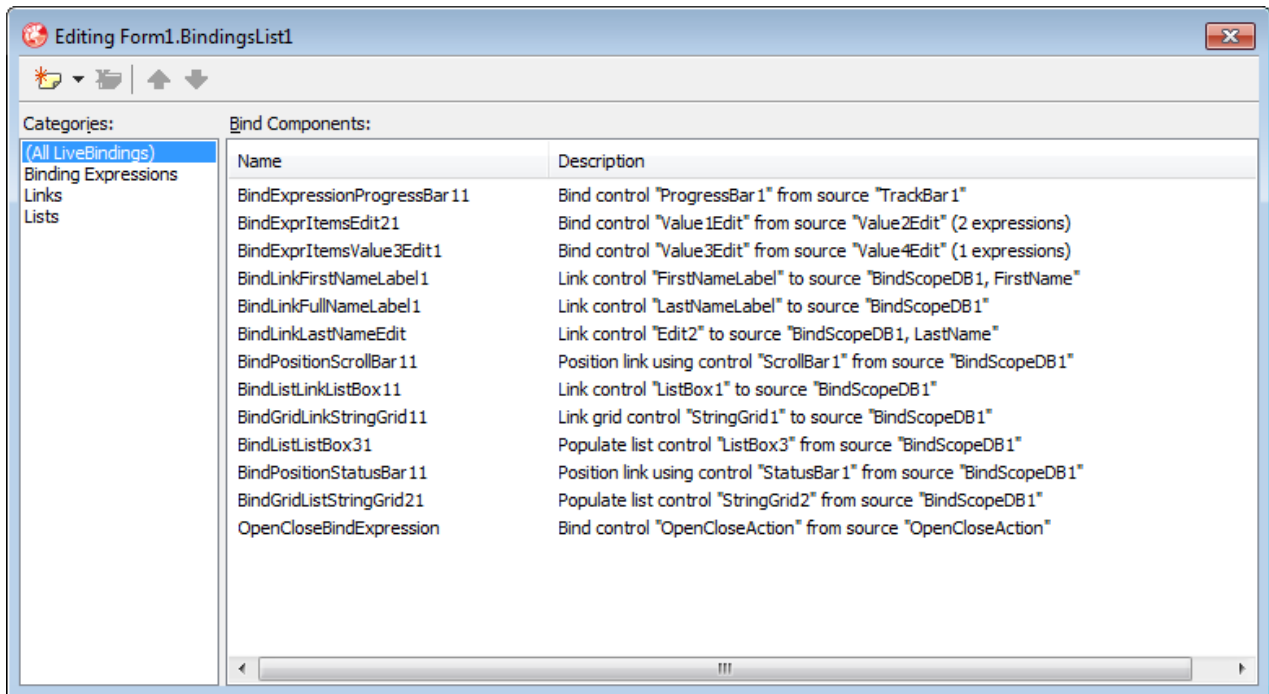 Editing Form1.BindingsList1
Categories:
Bind Components:
(All LiveBindings)
Binding Expressions
Links
Lists
Name Description
BindExpressionProgressBar11 Bind control "ProgressBar1" from source "TrackBar1"
BindExprItemsEdit21 Bind control "Value1Edit" from source "Value2Edit" (2 expressions)
BindExprItemsValue3Edit1 Bind control "Value3Edit" from source "Value4Edit" (1 expressions)
BindLinkFirstNameLabel1 Link control "FirstNameLabel" to source "BindScopeDB1, FirstName"
BindLinkFullNameLabel1 Link control "LastNameLabel" to source "BindScopeDB1"
BindLinkLastNameEdit Link control "Edit2" to source "BindScopeDB1, LastName"
BindPositionScrollBar11 Position link using control "ScrollBar1" from source "BindScopeDB1"
BindListLinkListBox11 Link control "ListBox1" to source "BindScopeDB1"
BindGridLinkStringGrid11 Link grid control "StringGrid1" to source "BindScopeDB1"
BindListListBox31 Populate list control "ListBox3" from source "BindScopeDB1"
BindPositionStatusBar11 Position link using control "StatusBar1" from source "BindScopeDB1"
BindGridListStringGrid21 Populate list control "StringGrid2" from source "BindScopeDB1"
OpenCloseBindExpression Bind control "OpenCloseAction" from source "OpenCloseAction"